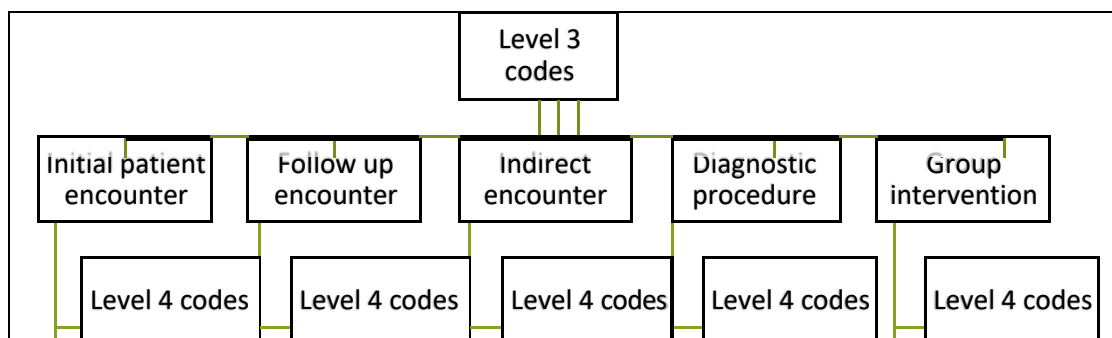 Level 3
codes
Initial patient
encounter
Follow up
encounter
Indirect
encounter
Diagnostic
procedure
Group
intervention
Level 4 codes
Level 4 codes
Level 4 codes
Level 4 codes
Level 4 codes